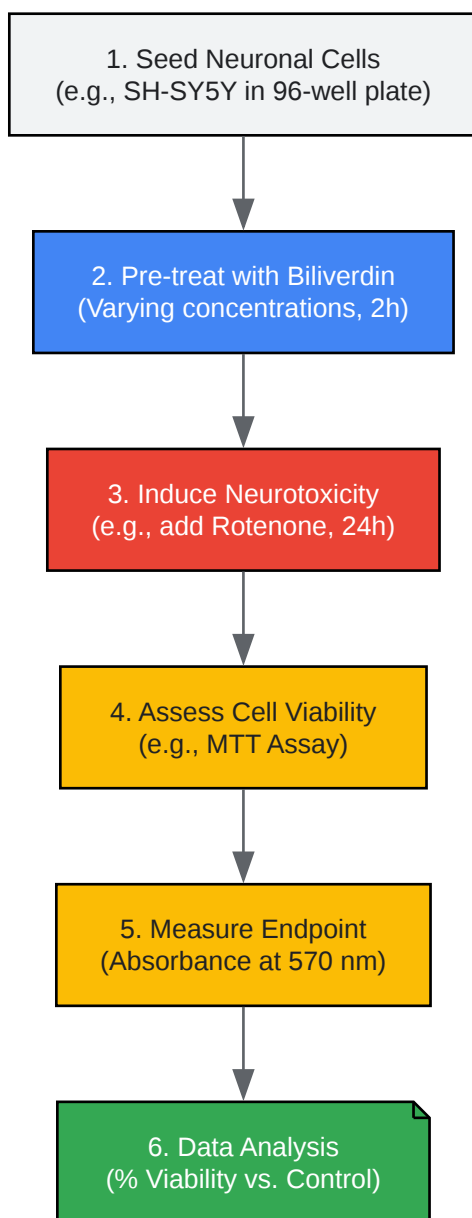 1. Seed Neuronal Cells
(e.g., SH-SY5Y in 96-well plate)
2. Pre-treat with Biliverdin
(Varying concentrations, 2h)
3. Induce Neurotoxicity
(e.g., add Rotenone, 24h)
4. Assess Cell Viability
(e.g., MTT Assay)
5. Measure Endpoint
(Absorbance at 570 nm)
6. Data Analysis
(% Viability vs. Control)